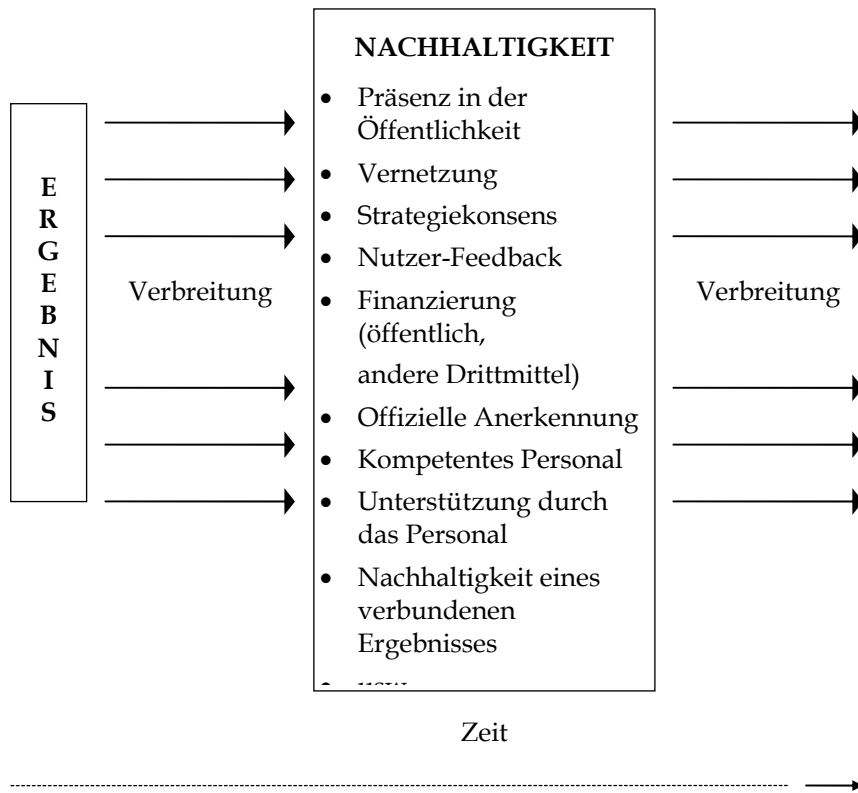 ERGEBNIS
Verbreitung
NACHHALTIGKEIT
• Präsenz in der
Öffentlichkeit
• Vernetzung
• Strategiekonsens
• Nutzer-Feedback
• Finanzierung
(öffentlich,
andere Drittmittel)
• Offizielle Anerkennung
• Kompetentes Personal
• Unterstützung durch
das Personal
• Nachhaltigkeit eines
verbundenen
Ergebnisses
Verbreitung
Zeit